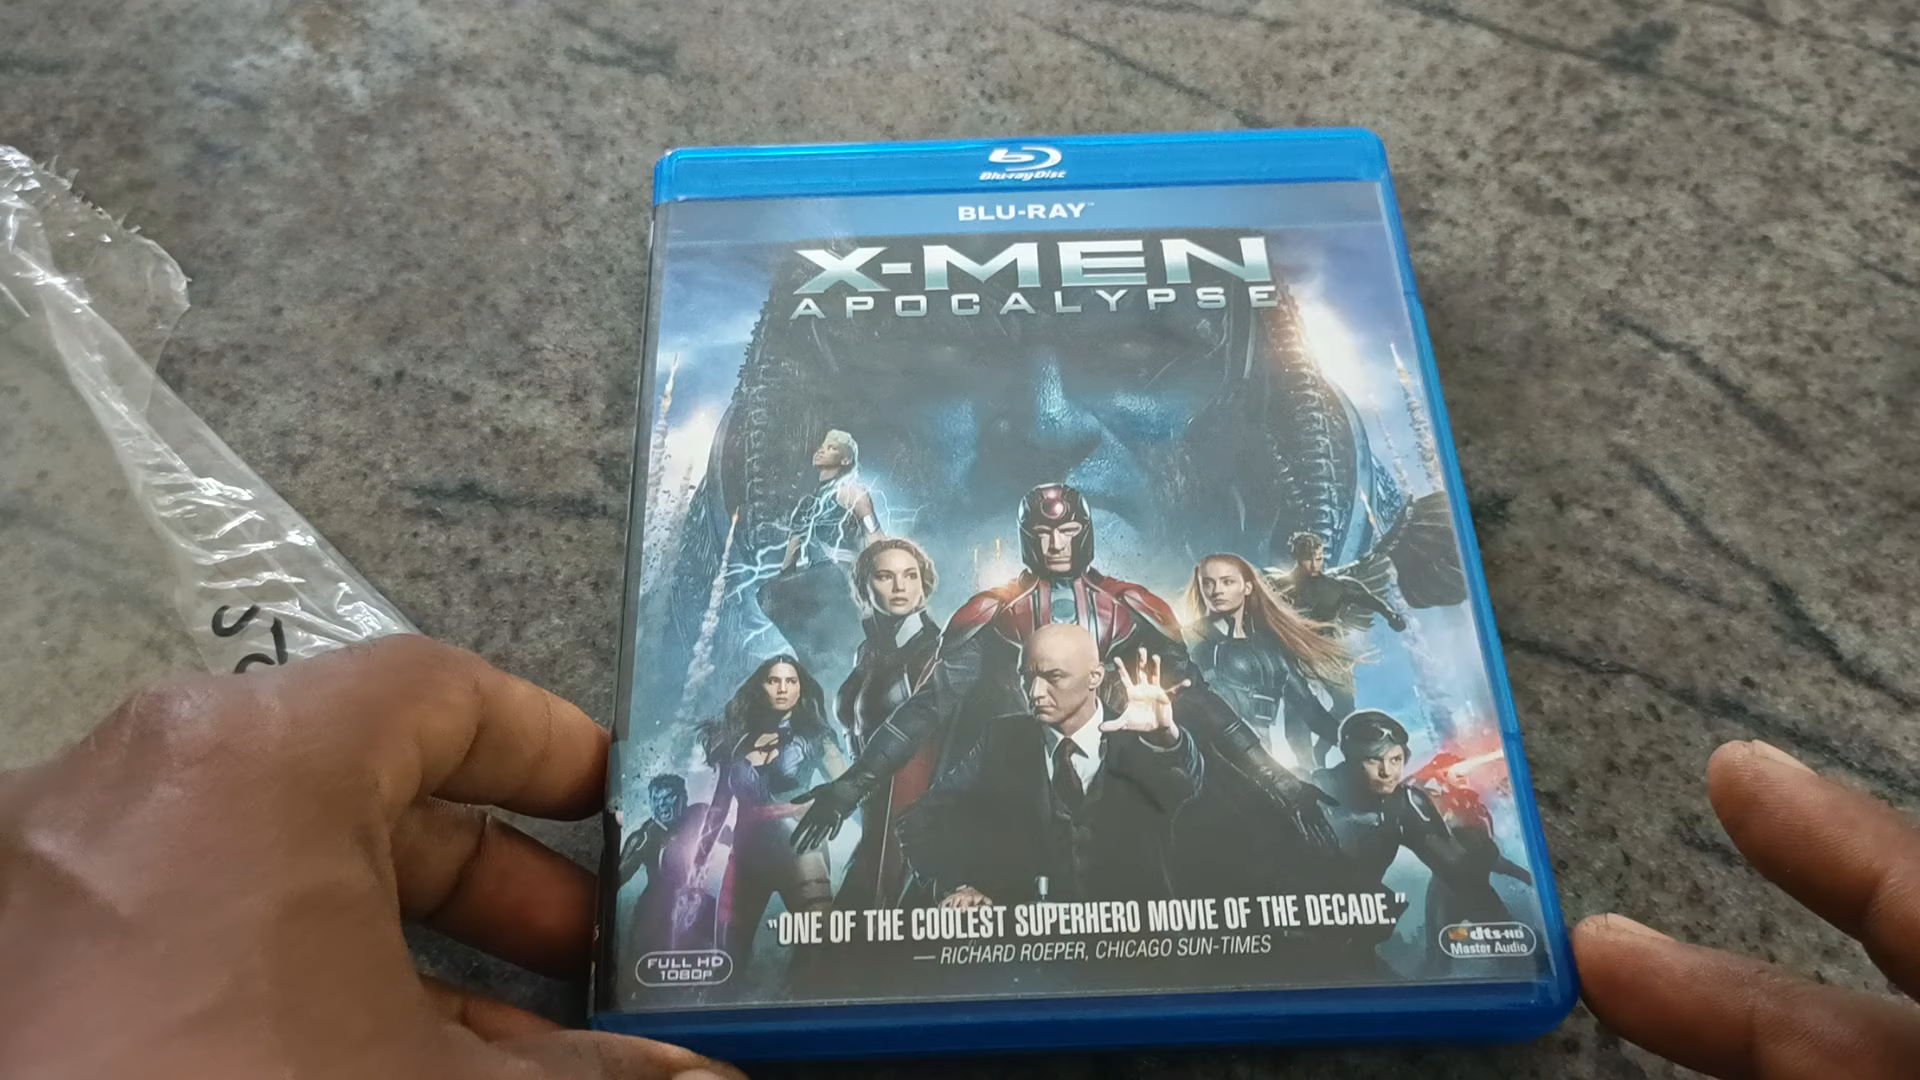 Blu-ray Disc
BLU-RAY™
X-MEN
APOCALYPSE
"ONE OF THE COOLEST SUPERHERO MOVIE OF THE DECADE."
— RICHARD ROEPER, CHICAGO SUN-TIMES
FULL HD
1080P
dts-HD
Master Audio